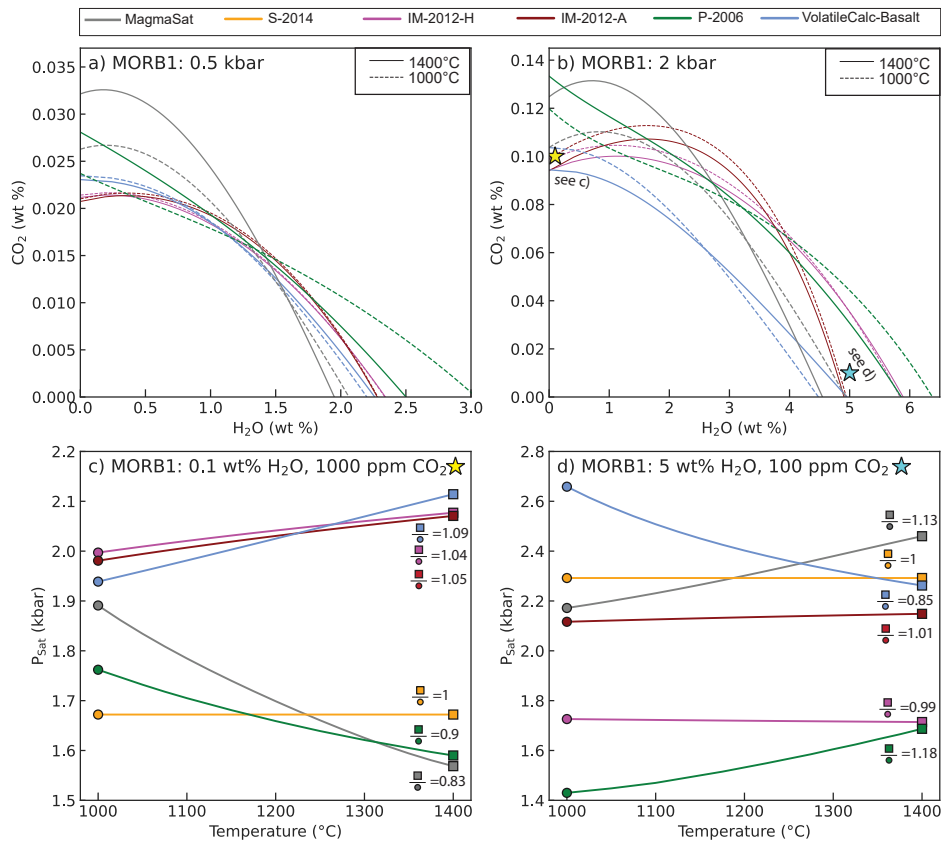 MagmaSat S-2014 IM-2012-H IM-2012-A P-2006 VolatileCalc-Basalt
a) MORB1: 0.5 kbar
1400°C
1000°C
0.035
0.030
0.025
0.020
0.015
0.010
0.005
0.000
CO₂ (wt %)
0.0 0.5 1.0 1.5 2.0 2.5 3.0
H₂O (wt %)
b) MORB1: 2 kbar
1400°C
1000°C
0.14
0.12
0.10
0.08
0.06
0.04
0.02
0.00
CO₂ (wt %)
see c)
see d)
0 1 2 3 4 5 6
H₂O (wt %)
c) MORB1: 0.1 wt% H₂O, 1000 ppm CO₂
2.2
2.1
2.0
1.9
1.8
1.7
1.6
1.5
P_Sat (kbar)
=1.09
=1.04
=1.05
=1
=0.9
=0.83
1000 1100 1200 1300 1400
Temperature (°C)
d) MORB1: 5 wt% H₂O, 100 ppm CO₂
2.8
2.6
2.4
2.2
2.0
1.8
1.6
1.4
P_Sat (kbar)
=1.13
=1
=0.85
=1.01
=0.99
=1.18
1000 1100 1200 1300 1400
Temperature (°C)